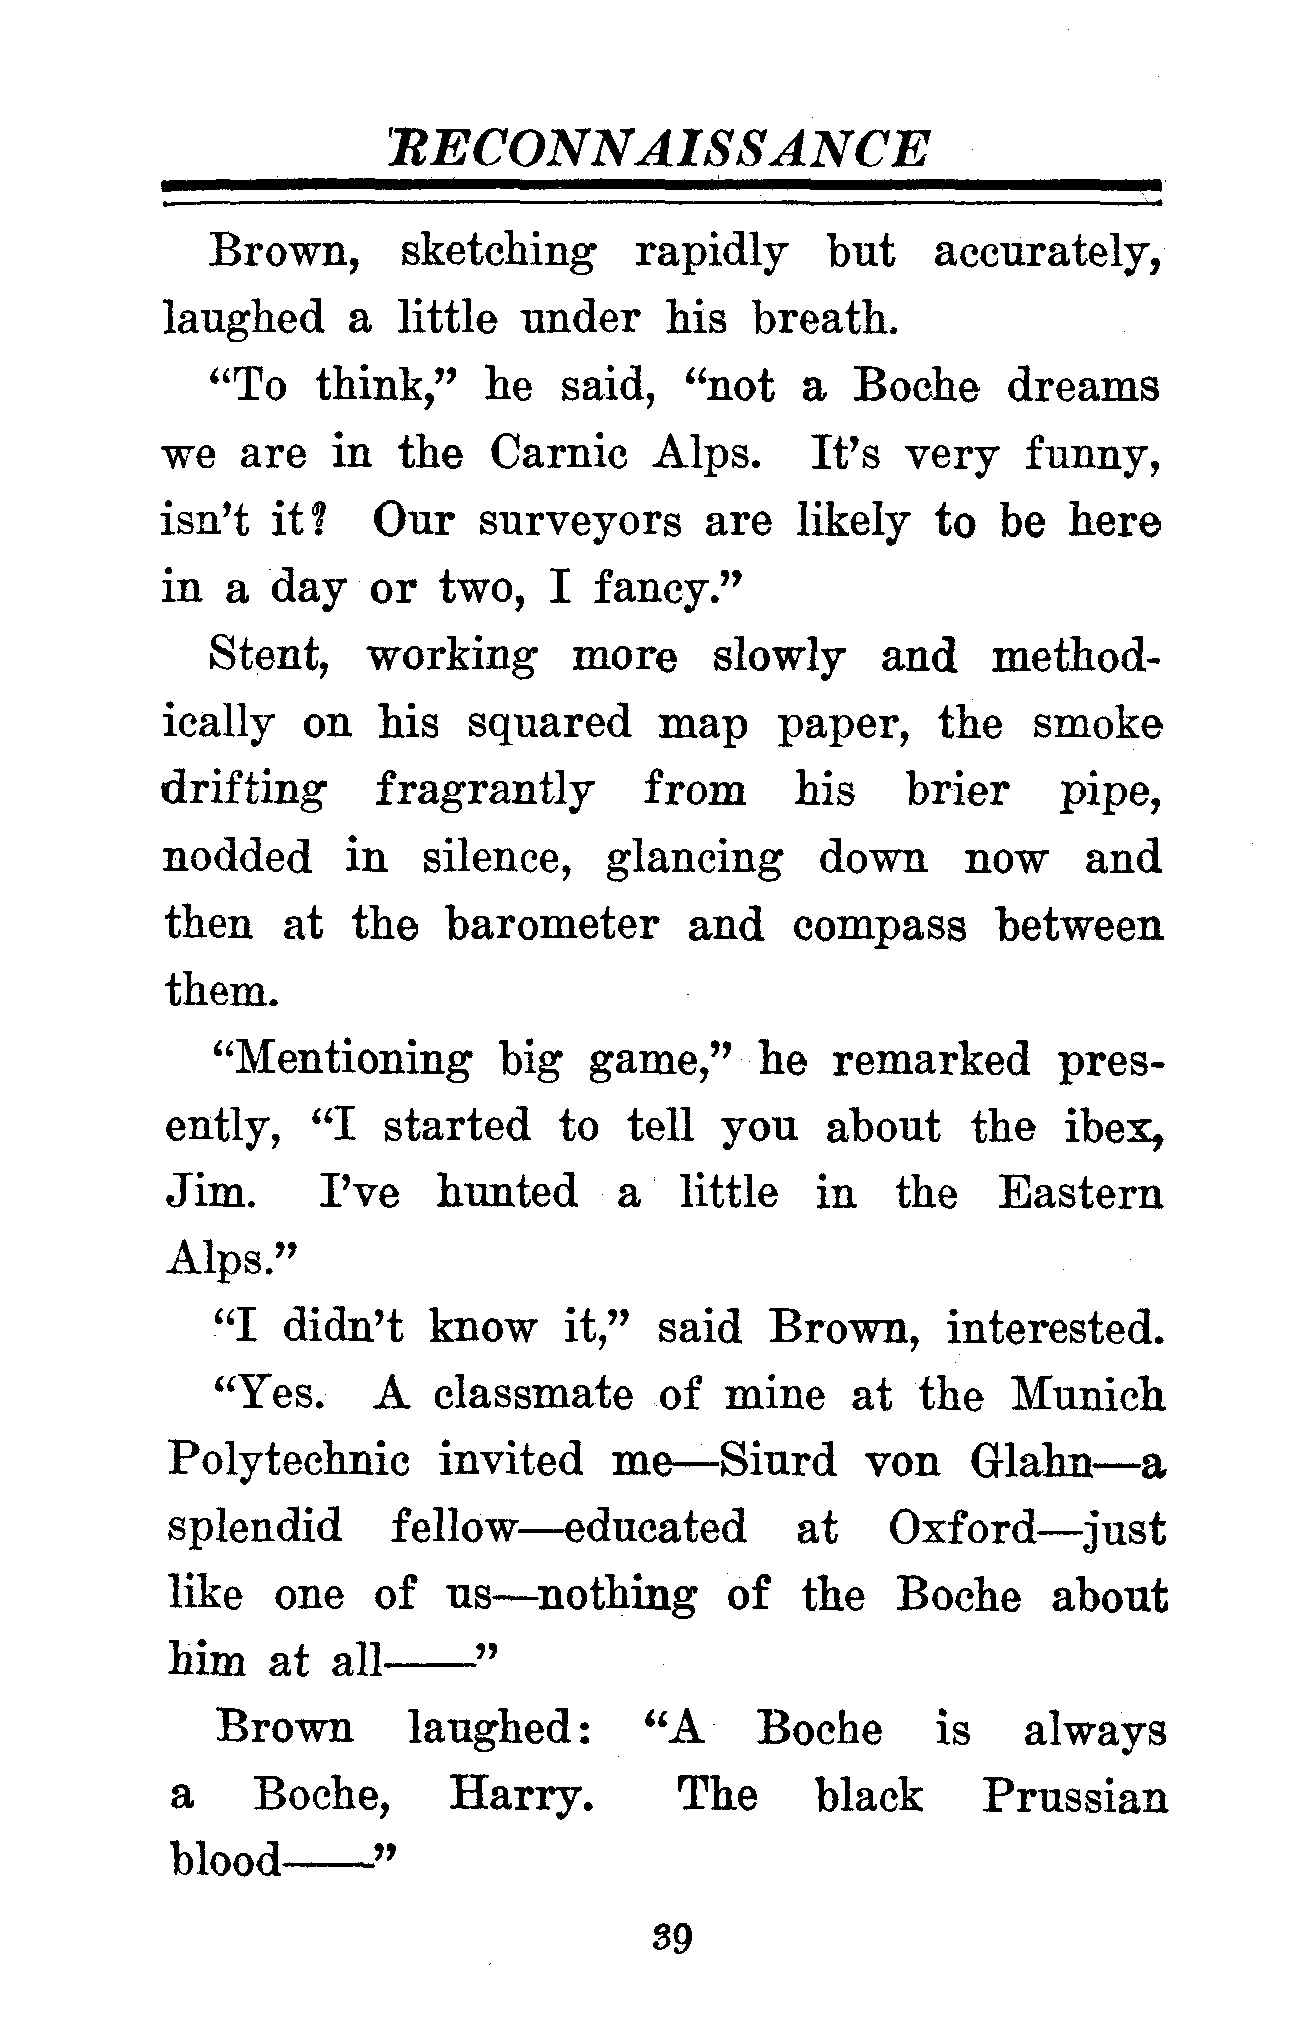 RECONNAISSANCE
Brown, sketching rapidly but accurately,
laughed a little under his breath.
“To think,” he said, “not a Boche dreams
we are in the Carnic Alps. It’s very funny,
isn’t it? Our surveyors are likely to be here
in a day or two, I fancy.”
Stent, working more slowly and method-
ically on his squared map paper, the smoke
drifting fragrantly from his brier pipe,
nodded in silence, glancing down now and
then at the barometer and compass between
them.
“Mentioning big game,” he remarked pres-
ently, “I started to tell you about the ibex,
Jim. I’ve hunted a little in the Eastern
Alps.”
“I didn’t know it,” said Brown, interested.
“Yes. A classmate of mine at the Munich
Polytechnic invited me—Siurd von Glahn—a
splendid fellow—educated at Oxford—just
like one of us—nothing of the Boche about
him at all——”
Brown laughed: “A Boche is always
a Boche, Harry. The black Prussian
blood——”
39